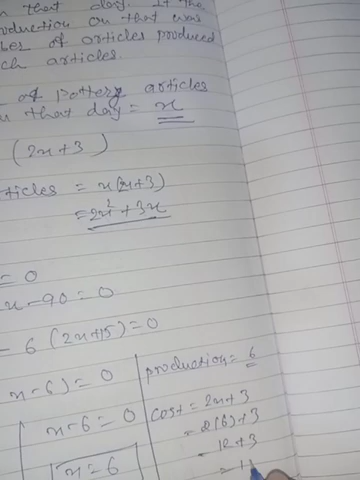 that day. If the
production on that was
of articles produced
articles.
of Pottery articles
that day = x
(2x+3)
= x(2x+3)
= 2x² + 3x
= 0
x - 90 = 0
- 6 (2x+15) = 0
x - 6) = 0
x - 6 = 0
x = 6
production = 6
cost = 2x + 3
= 2(6) + 3
= 12 + 3
= 1